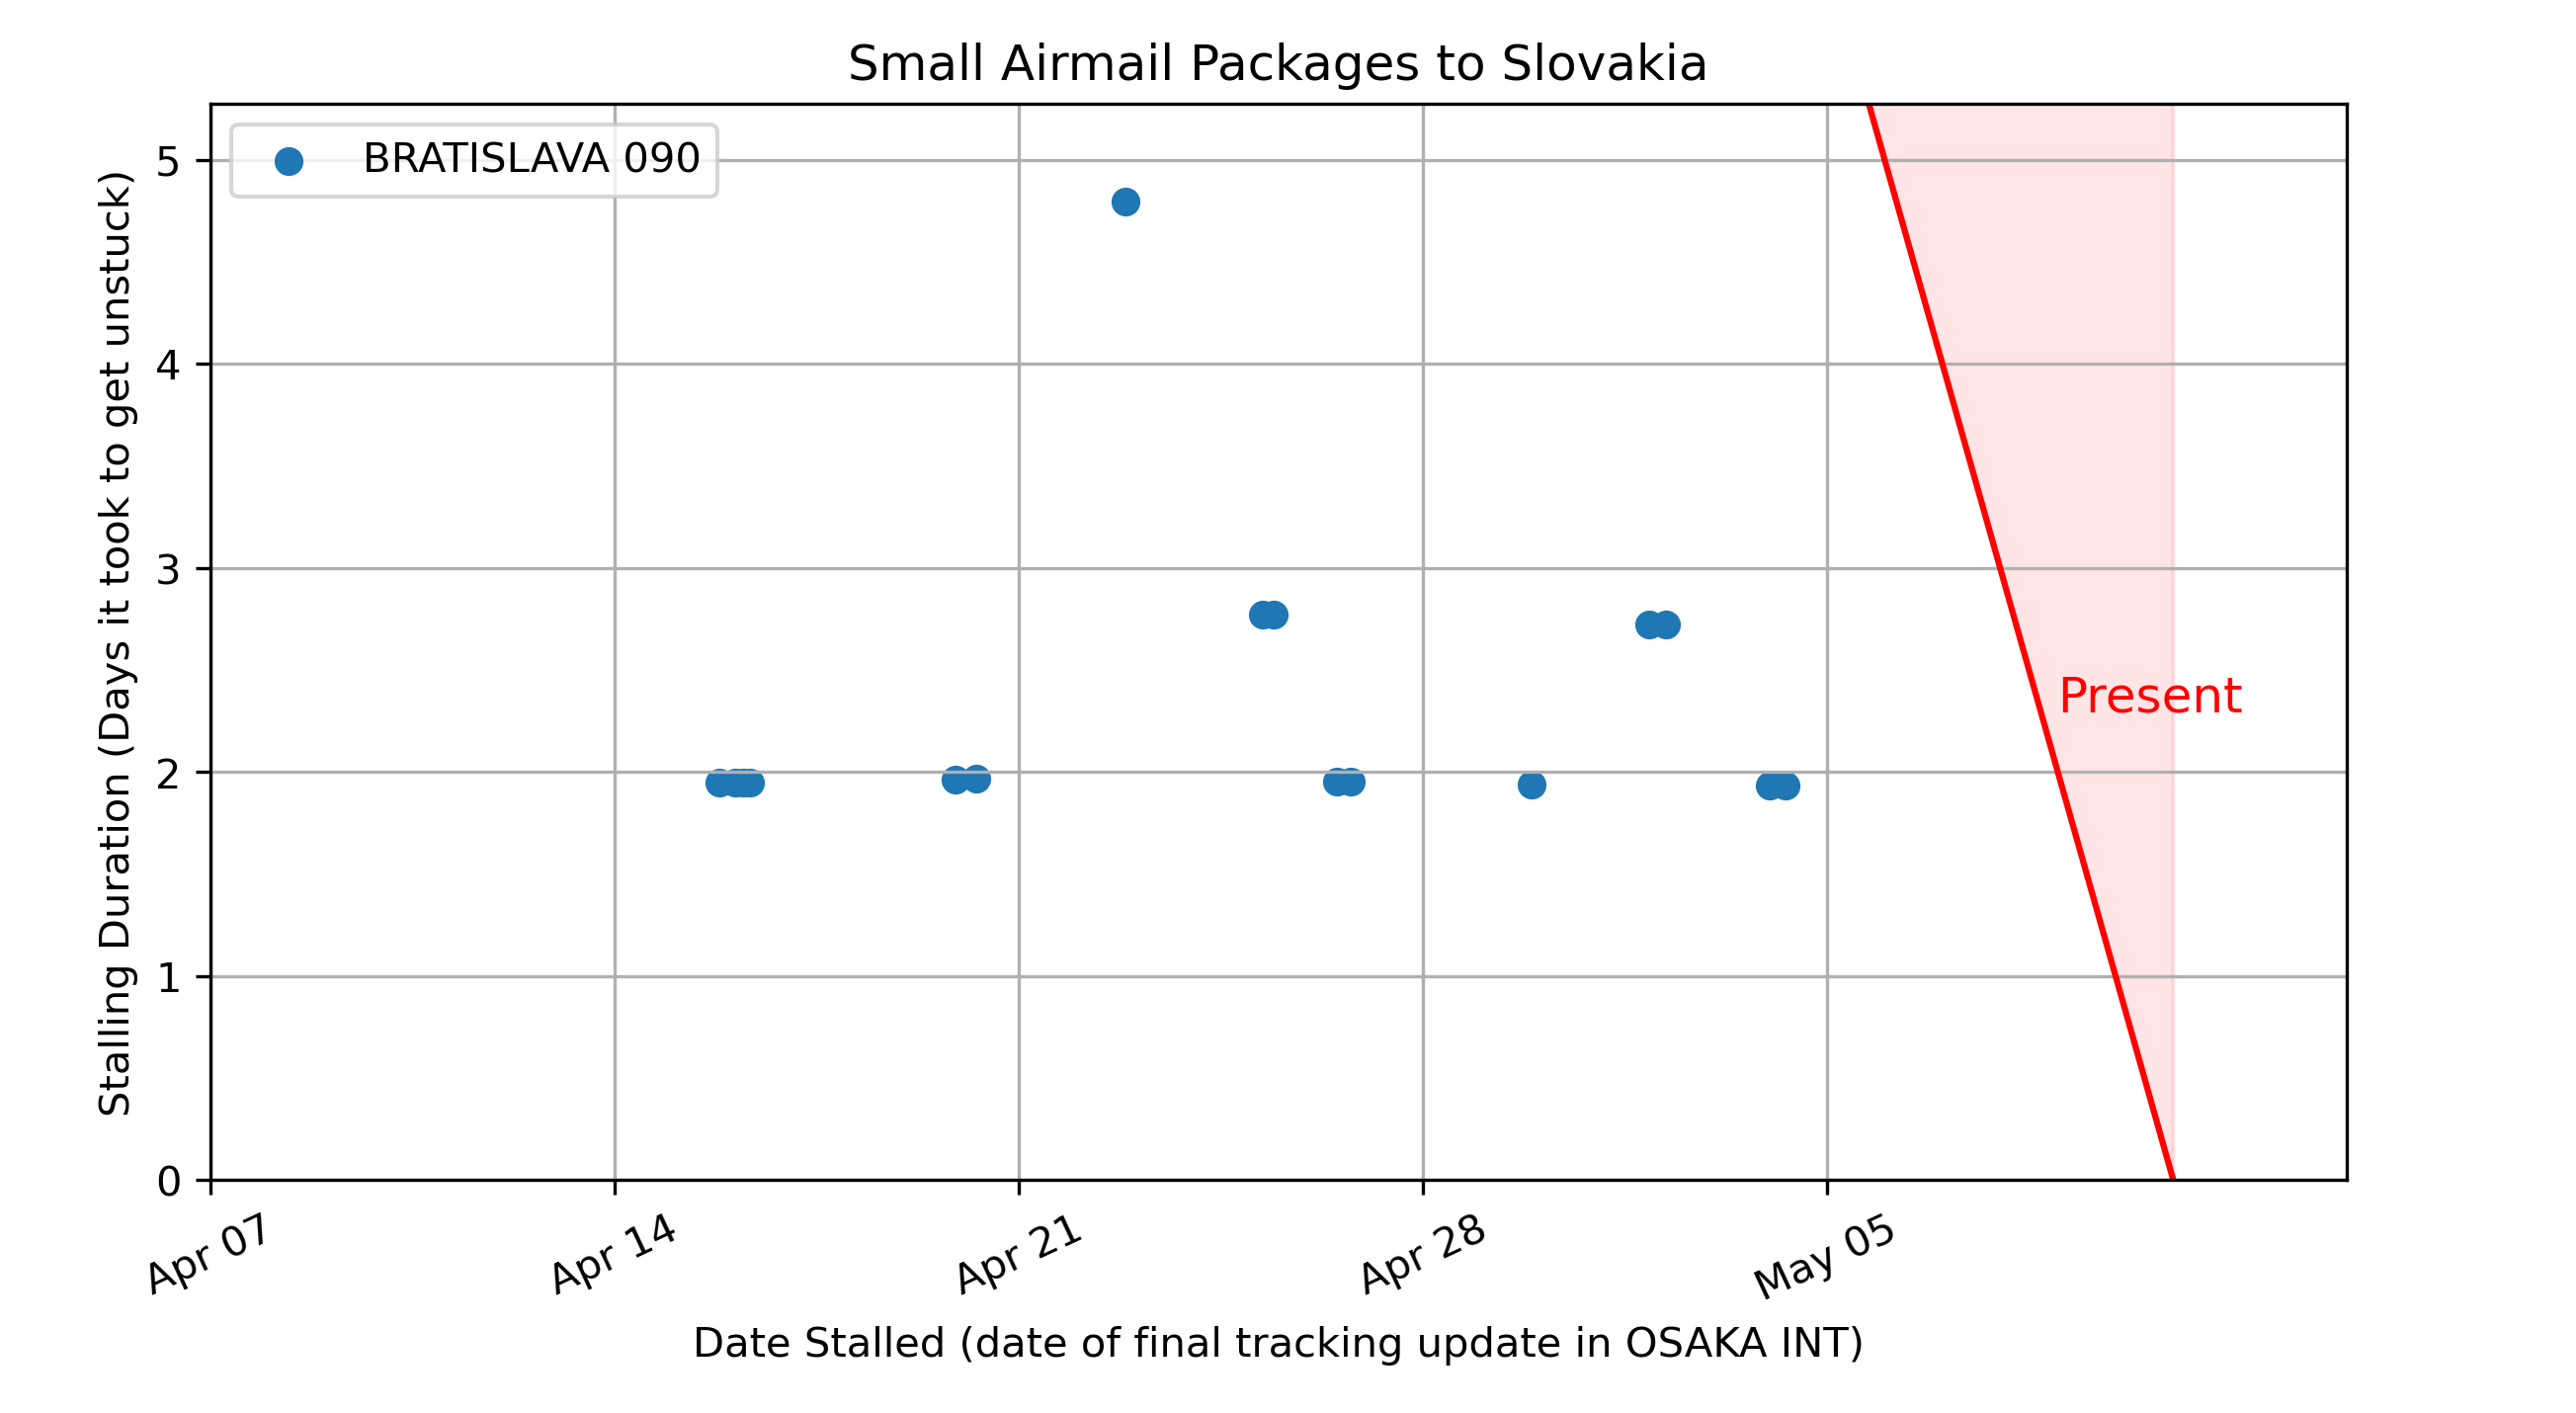 Small Airmail Packages to Slovakia
BRATISLAVA 090
Stalling Duration (Days it took to get unstuck)
5
4
3
2
1
0
Present
Apr 07
Apr 14
Apr 21
Apr 28
May 05
Date Stalled (date of final tracking update in OSAKA INT)